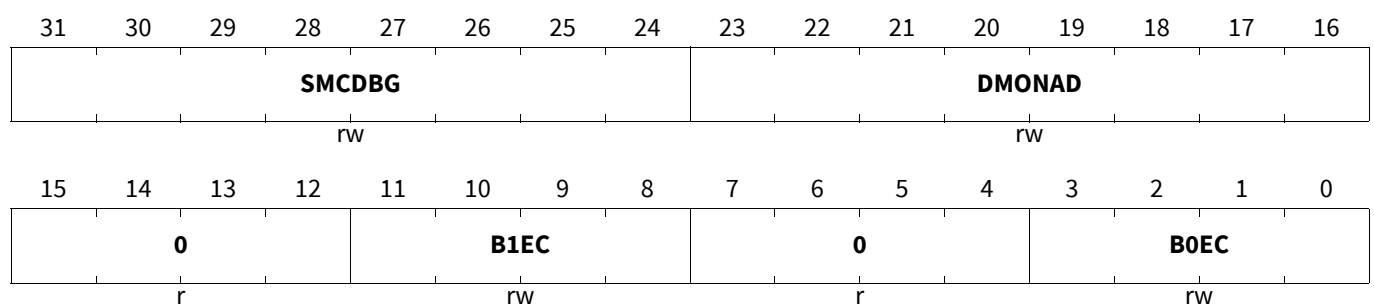 31 30 29 28 27 26 25 24 23 22 21 20 19 18 17 16
SMCDBG DMONAD
rw rw
15 14 13 12 11 10 9 8 7 6 5 4 3 2 1 0
0 B1EC 0 B0EC
r rw r rw